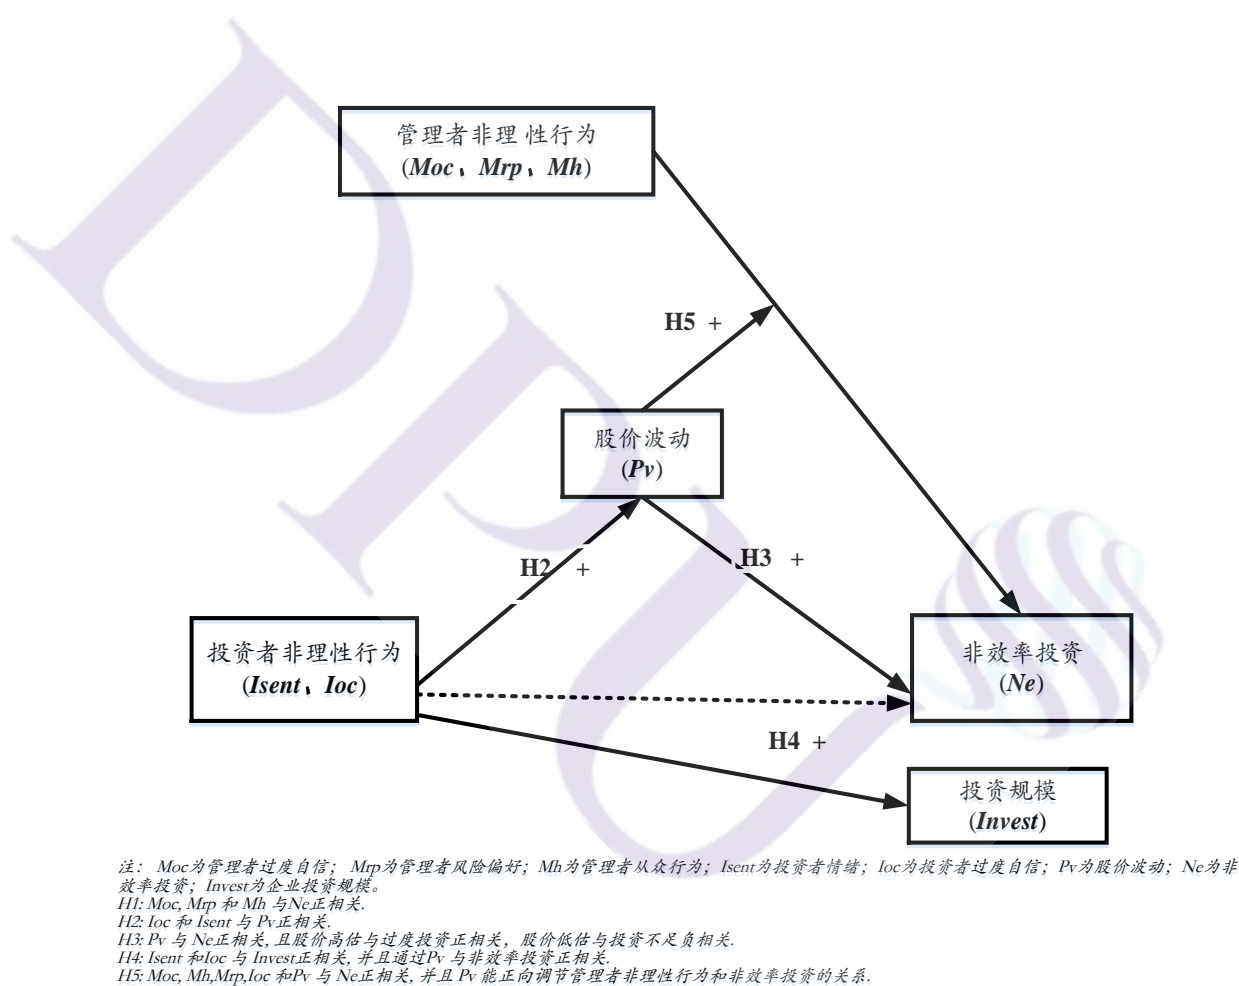 管理者非理 性行为
(Moc、Mrp、Mh)
H5 +
股价波动
(Pv)
H2 +
H3 +
投资者非理性行为
(Isent、Ioc)
非效率投资
(Ne)
H4 +
投资规模
(Invest)
注： Moc为管理者过度自信； Mrp为管理者风险偏好；Mh为管理者从众行为；Isent为投资者情绪；Ioc为投资者过度自信；Pv为股价波动；Ne为非
效率投资；Invest为企业投资规模。
H1: Moc, Mrp 和 Mh 与Ne正相关.
H2: Ioc 和 Isent 与 Pv正相关.
H3: Pv 与 Ne正相关, 且股价高估与过度投资正相关，股价低估与投资不足负相关.
H4: Isent 和Ioc 与 Invest正相关, 并且通过Pv 与非效率投资正相关.
H5: Moc, Mh,Mrp,Ioc 和Pv 与 Ne正相关, 并且 Pv 能正向调节管理者非理性行为和非效率投资的关系.
DPU